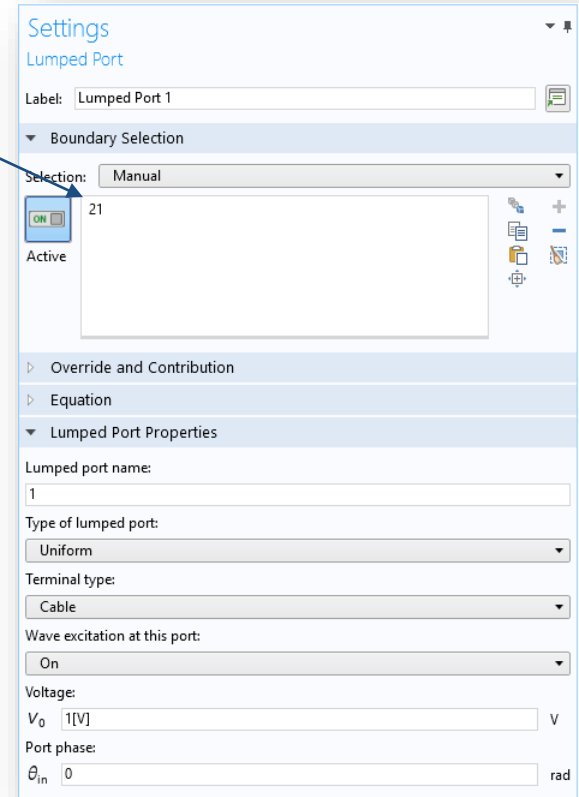 Settings
Lumped Port
Label: Lumped Port 1
Boundary Selection
Selection: Manual
21
ON
Active
Override and Contribution
Equation
Lumped Port Properties
Lumped port name:
1
Type of lumped port:
Uniform
Terminal type:
Cable
Wave excitation at this port:
On
Voltage:
V₀ 1[V] V
Port phase:
θin 0 rad